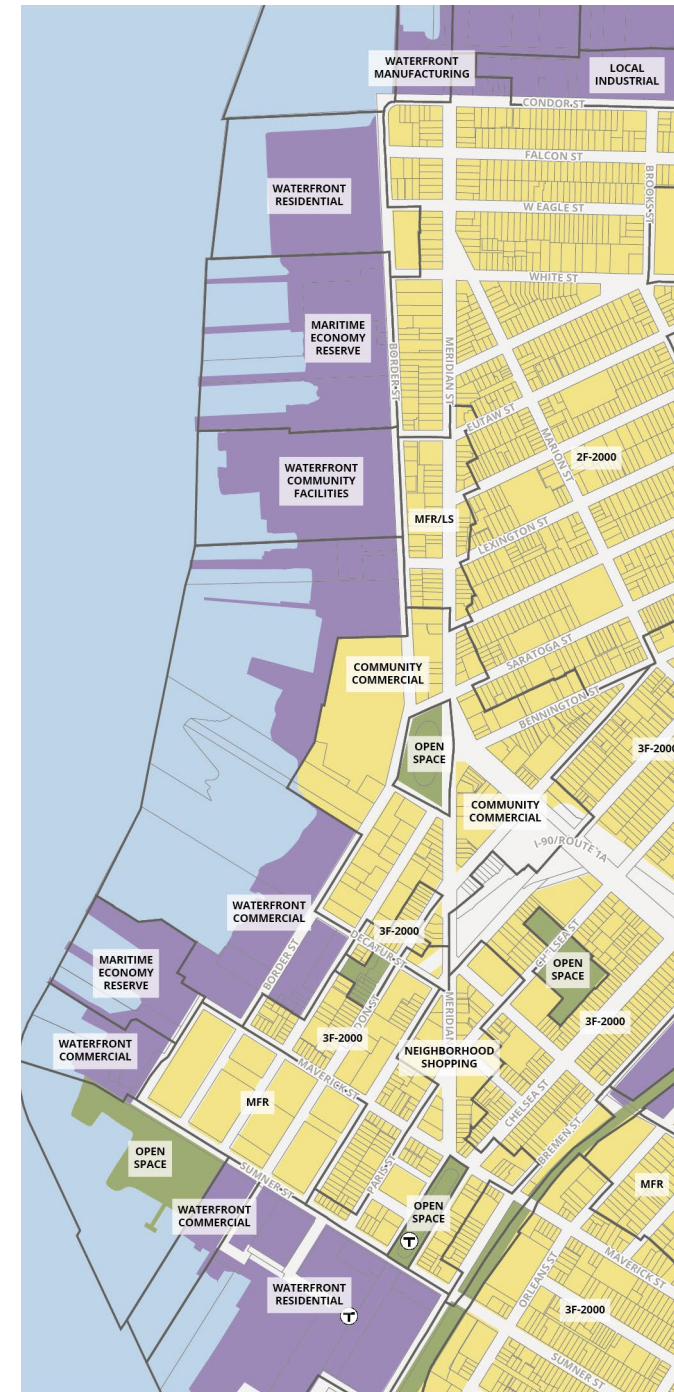 WATERFRONT
MANUFACTURING
LOCAL
INDUSTRIAL
CONDOR ST
FALCON ST
BROOKS ST
WATERFRONT
RESIDENTIAL
W EAGLE ST
WHITE ST
MARITIME
ECONOMY
RESERVE
BORDER ST
MERIDIAN ST
EUTAW ST
MARION ST
2F-2000
WATERFRONT
COMMUNITY
FACILITIES
MFR/LS
LEXINGTON ST
SARATOGA ST
COMMUNITY
COMMERCIAL
BENNINGTON ST
OPEN
SPACE
3F-2000
COMMUNITY
COMMERCIAL
I-90/ROUTE 1A
WATERFRONT
COMMERCIAL
3F-2000
DECATUR ST
BORDER ST
CHELSEA ST
OPEN
SPACE
MARITIME
ECONOMY
RESERVE
MERIDIAN
3F-2000
3F-2000
WATERFRONT
COMMERCIAL
NEIGHBORHOOD
SHOPPING
MAVERICK ST
MFR
CHELSEA ST
BREMEN ST
OPEN
SPACE
PARIS ST
MFR
SUMNER ST
WATERFRONT
COMMERCIAL
OPEN
SPACE
T
MAVERICK ST
ORLEANS ST
WATERFRONT
RESIDENTIAL
T
3F-2000
SUMNER ST